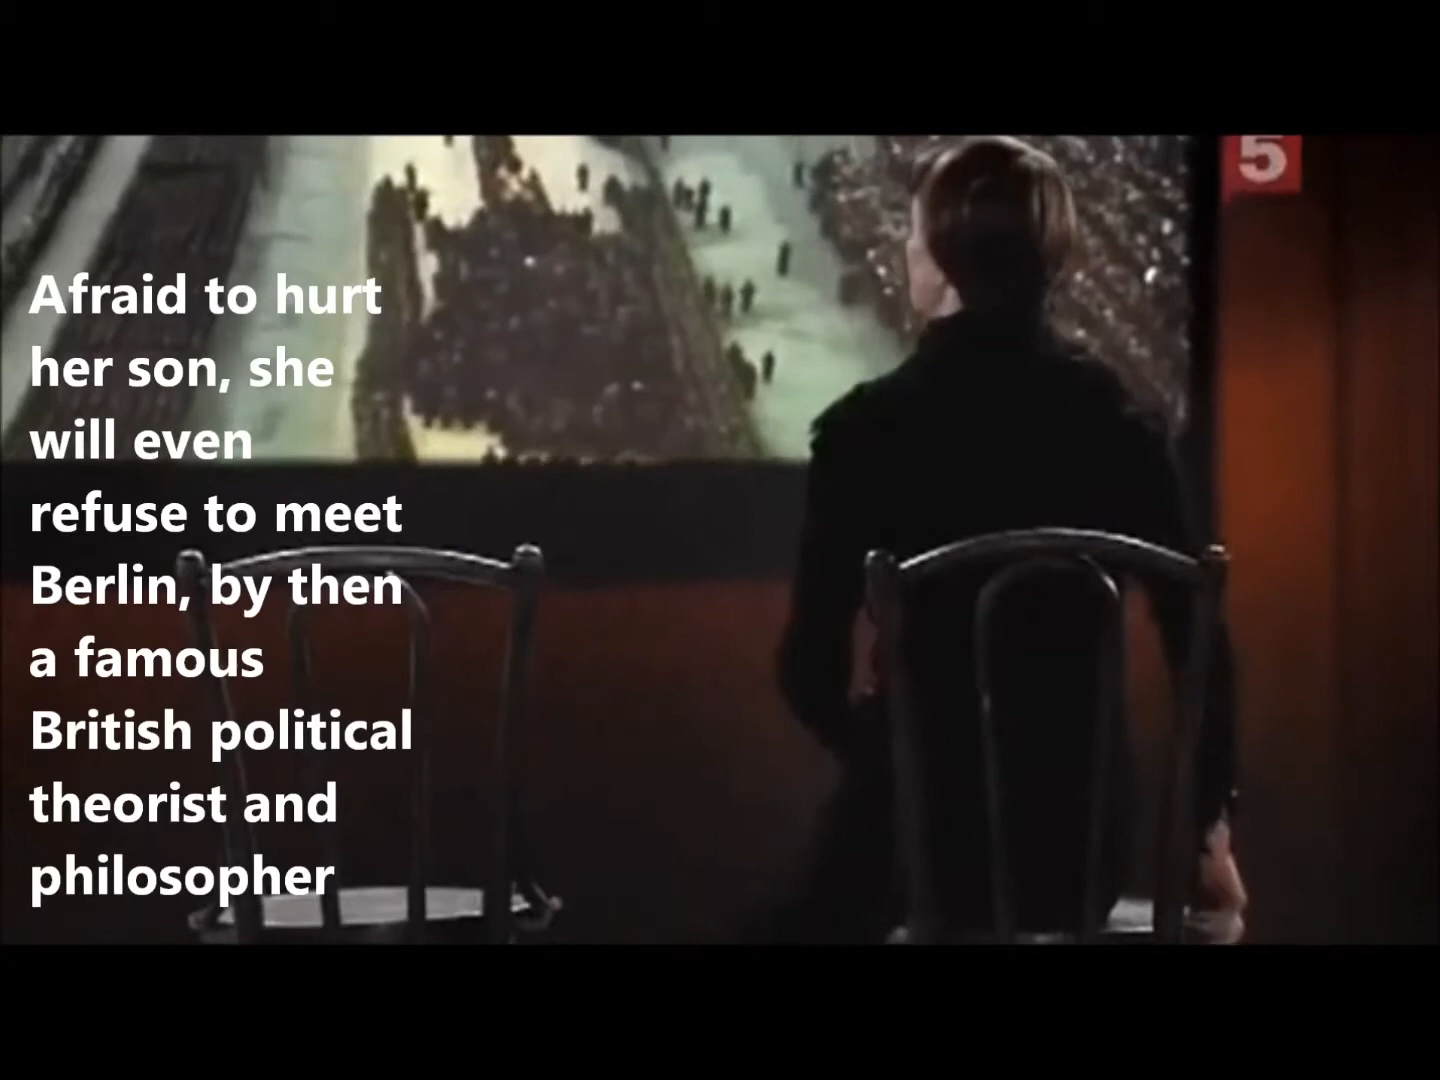 5
Afraid to hurt
her son, she
will even
refuse to meet
Berlin, by then
a famous
British political
theorist and
philosopher